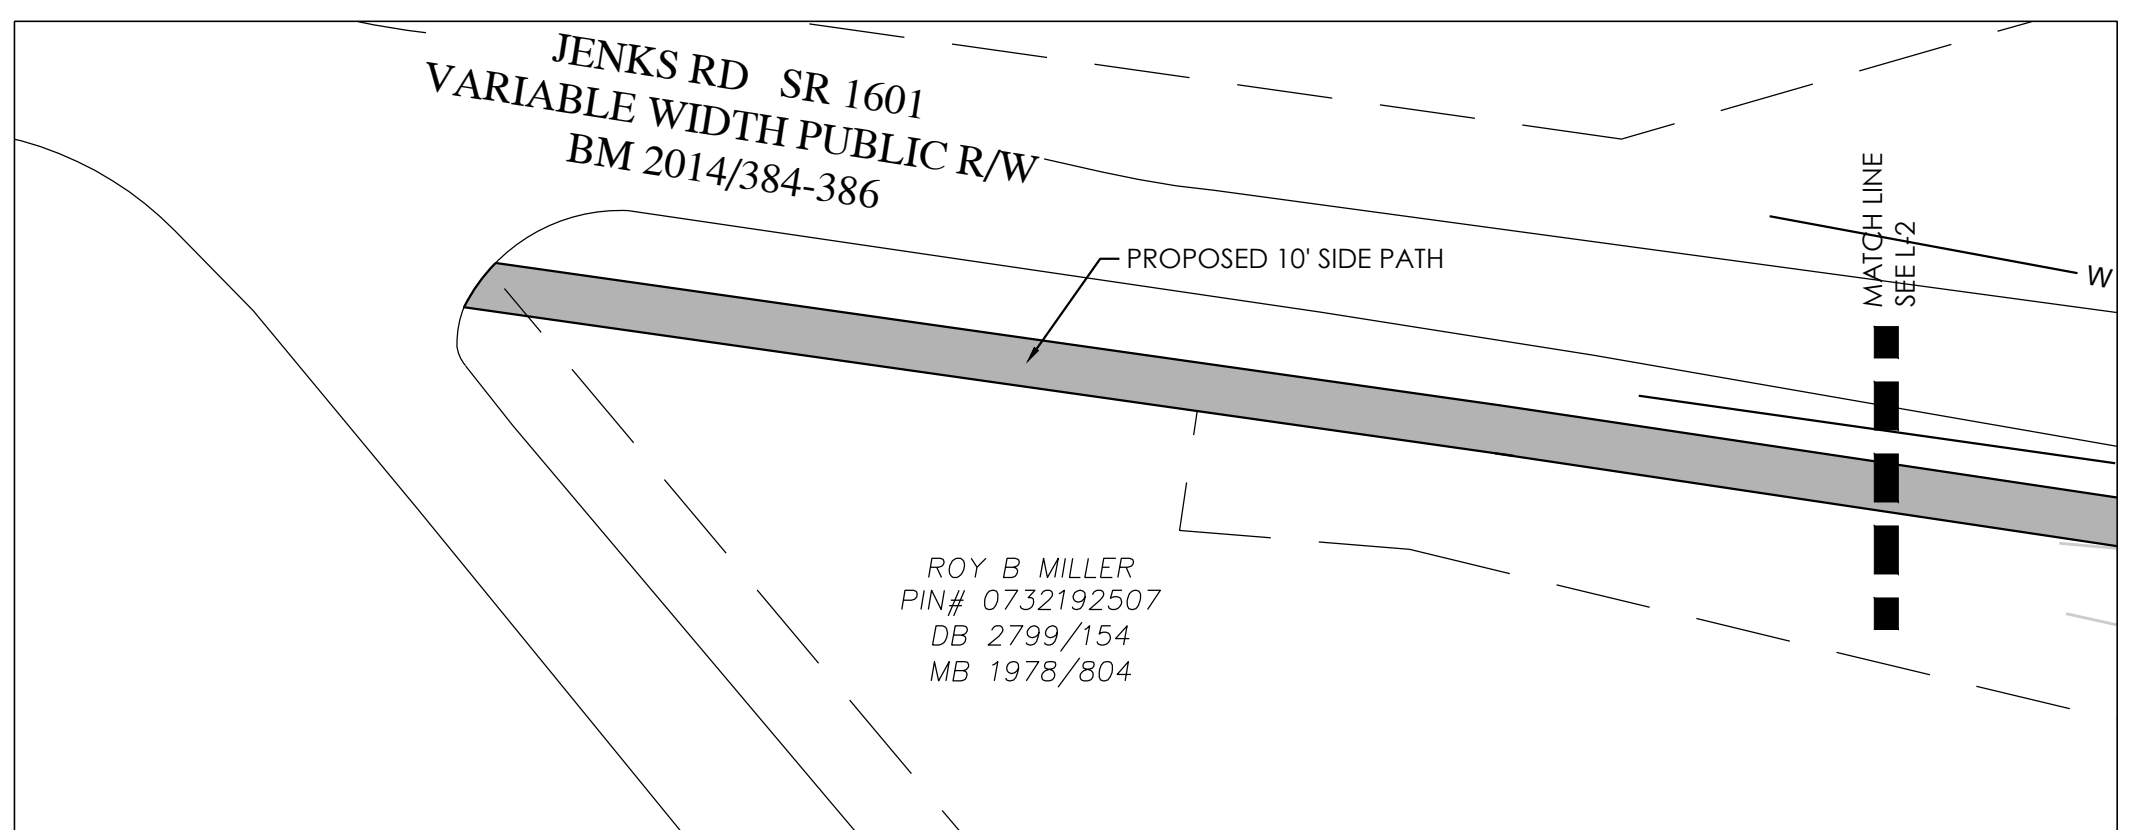 JENKS RD SR 1601
VARIABLE WIDTH PUBLIC R/W
BM 2014/384-386
PROPOSED 10' SIDE PATH
MATCH LINE
SEE L-2
W
ROY B MILLER
PIN# 0732192507
DB 2799/154
MB 1978/804